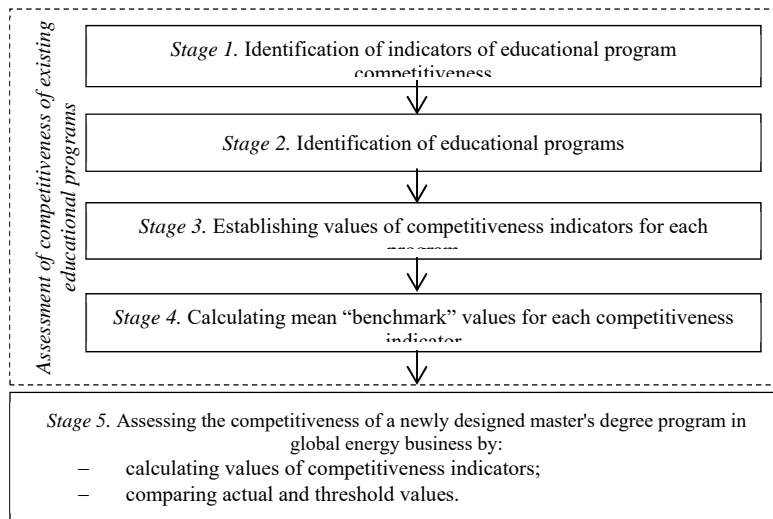 Assessment of competitiveness of existing
educational programs
Stage 1. Identification of indicators of educational program
competitiveness
Stage 2. Identification of educational programs
Stage 3. Establishing values of competitiveness indicators for each
program
Stage 4. Calculating mean “benchmark” values for each competitiveness
indicator
Stage 5. Assessing the competitiveness of a newly designed master's degree program in
global energy business by:
– calculating values of competitiveness indicators;
– comparing actual and threshold values.